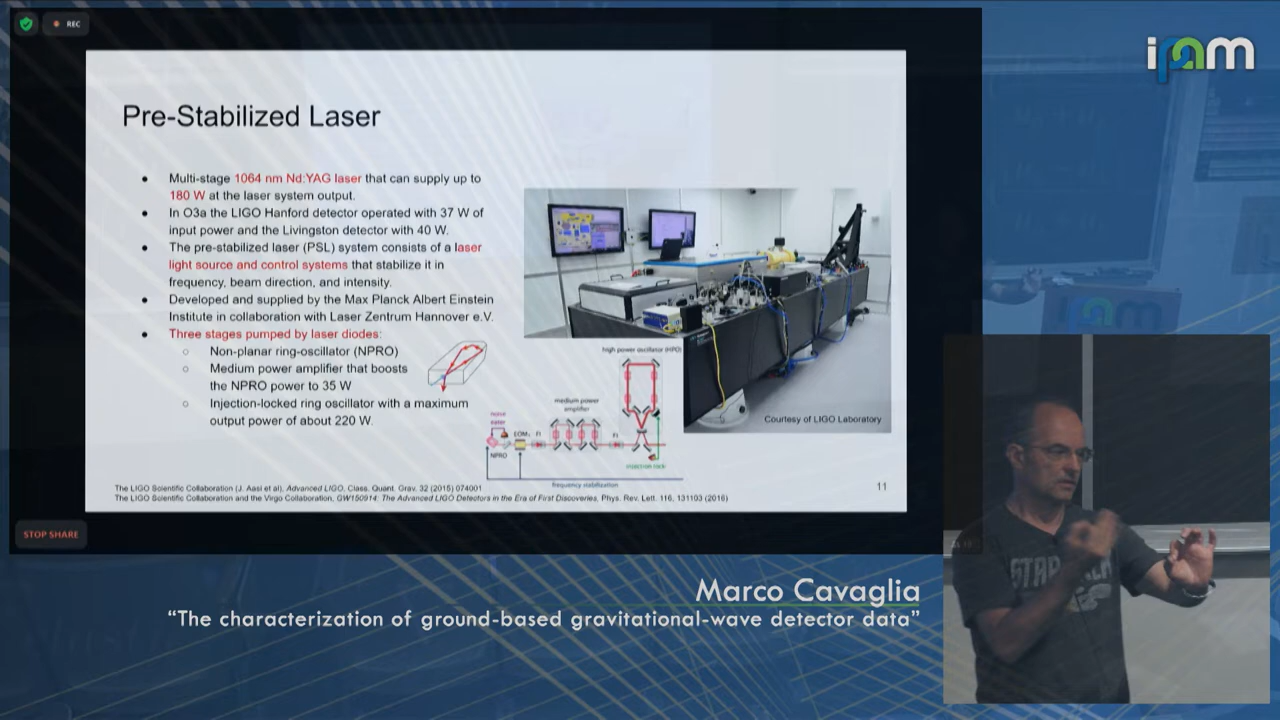 REC
ipam
Pre-Stabilized Laser
• Multi-stage 1064 nm Nd:YAG laser that can supply up to
180 W at the laser system output.
• In O3a the LIGO Hanford detector operated with 37 W of
input power and the Livingston detector with 40 W.
• The pre-stabilized laser (PSL) system consists of a laser
light source and control systems that stabilize it in
frequency, beam direction, and intensity.
• Developed and supplied by the Max Planck Albert Einstein
Institute in collaboration with Laser Zentrum Hannover e.V.
• Three stages pumped by laser diodes:
○ Non-planar ring-oscillator (NPRO)
○ Medium power amplifier that boosts
the NPRO power to 35 W
○ Injection-locked ring oscillator with a maximum
output power of about 220 W.
high power oscillator (HPO)
medium power
amplifier
noise
eater
EOM
FI
FI
NPRO
injection lock
frequency stabilization
Courtesy of LIGO Laboratory
The LIGO Scientific Collaboration (J. Aasi et al), Advanced LIGO, Class. Quant. Grav. 32 (2015) 074001
The LIGO Scientific Collaboration and the Virgo Collaboration, GW150914: The Advanced LIGO Detectors in the Era of First Discoveries, Phys. Rev. Lett. 116, 131103 (2016)
11
STOP SHARE
Marco Cavaglia
“The characterization of ground-based gravitational-wave detector data”